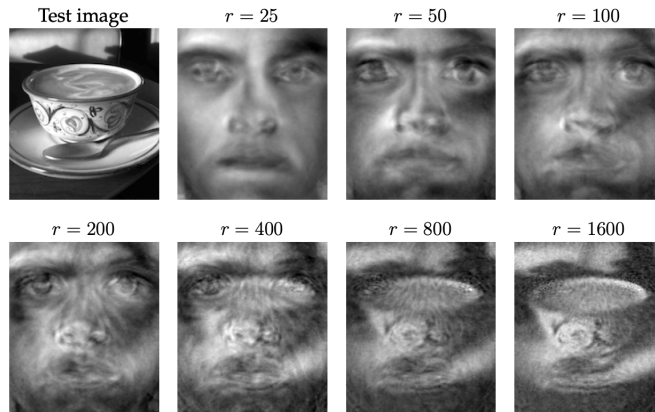 Test image r = 25 r = 50 r = 100
r = 200 r = 400 r = 800 r = 1600